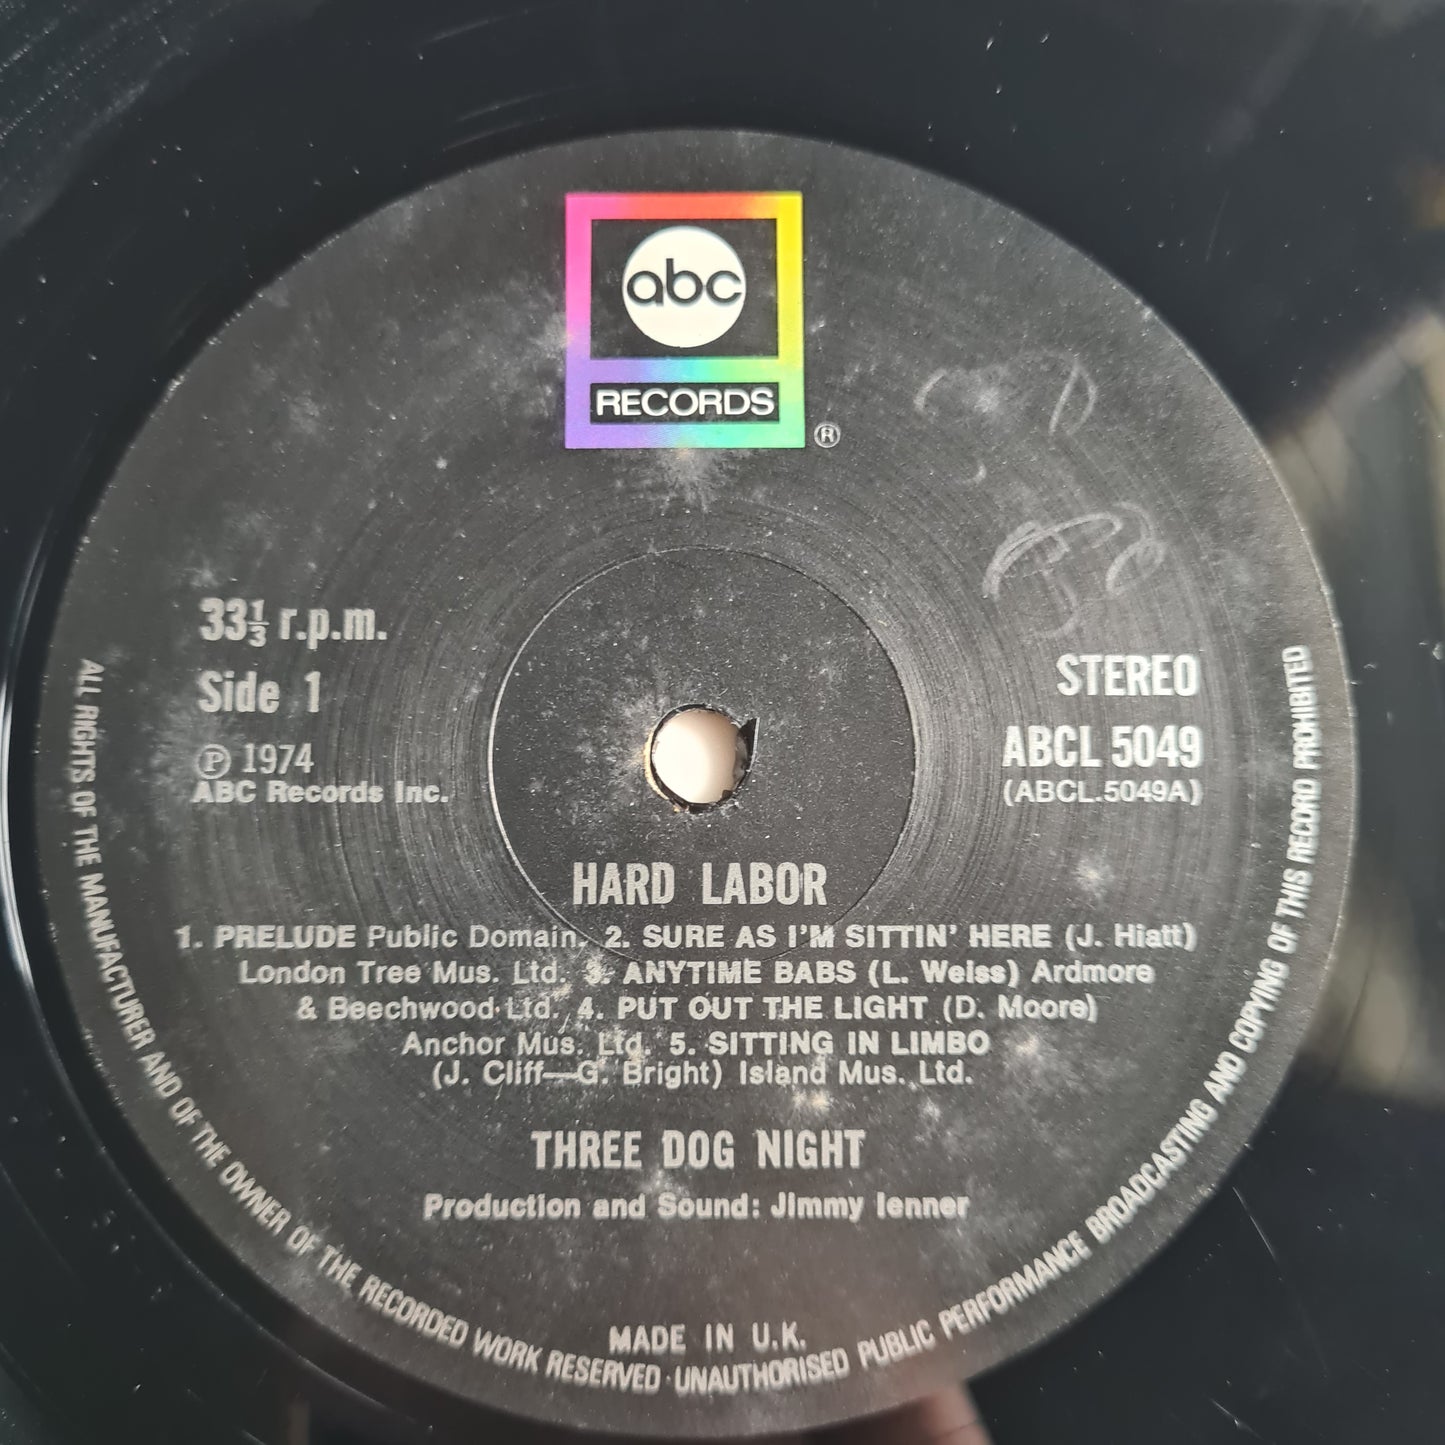 abc
RECORDS
®
33⅓ r.p.m.
Side 1
STEREO
℗ 1974
ABCL 5049
ABC Records Inc.
(ABCL.5049A)
HARD LABOR
1. PRELUDE Public Domain. 2. SURE AS I'M SITTIN' HERE (J. Hiatt)
London Tree Mus. Ltd. 3. ANYTIME BABS (L. Weiss) Ardmore
& Beechwood Ltd. 4. PUT OUT THE LIGHT (D. Moore)
Anchor Mus. Ltd. 5. SITTING IN LIMBO
(J. Cliff—G. Bright) Island Mus. Ltd.
THREE DOG NIGHT
Production and Sound: Jimmy Ienner
MADE IN U.K.
ALL RIGHTS OF THE MANUFACTURER AND OF THE OWNER OF THE RECORDED WORK RESERVED · UNAUTHORISED PUBLIC PERFORMANCE BROADCASTING AND COPYING OF THIS RECORD PROHIBITED